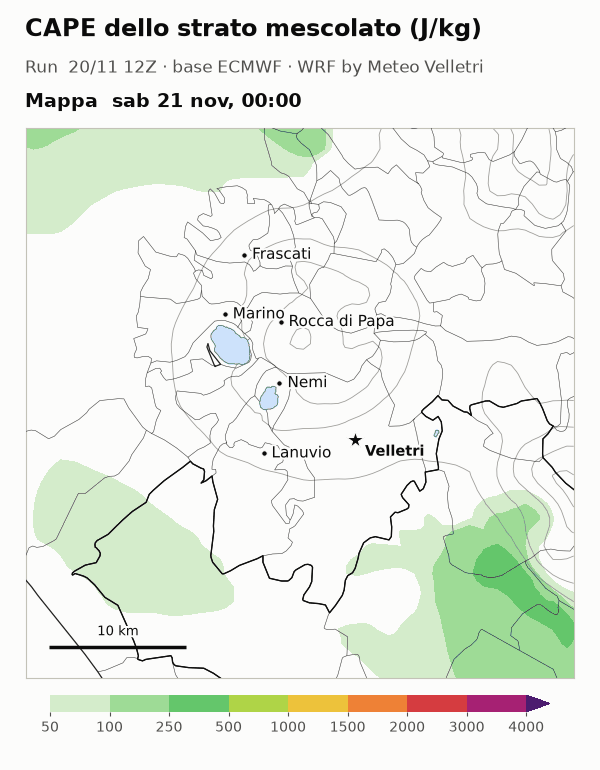 CAPE dello strato mescolato (J/kg)
Run  20/11 12Z · base ECMWF · WRF by Meteo Velletri
Mappa  sab 21 nov, 00:00
Frascati
Marino
Rocca di Papa
Nemi
Velletri
Lanuvio
10 km
50 100 250 500 1000 1500 2000 3000 4000